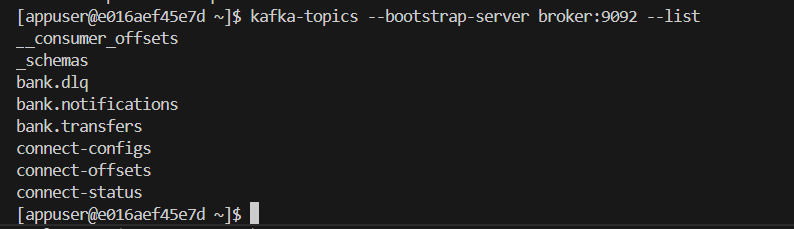 [appuser@e016aef45e7d ~]$ kafka-topics --bootstrap-server broker:9092 --list
__consumer_offsets
_schemas
bank.dlq
bank.notifications
bank.transfers
connect-configs
connect-offsets
connect-status
[appuser@e016aef45e7d ~]$